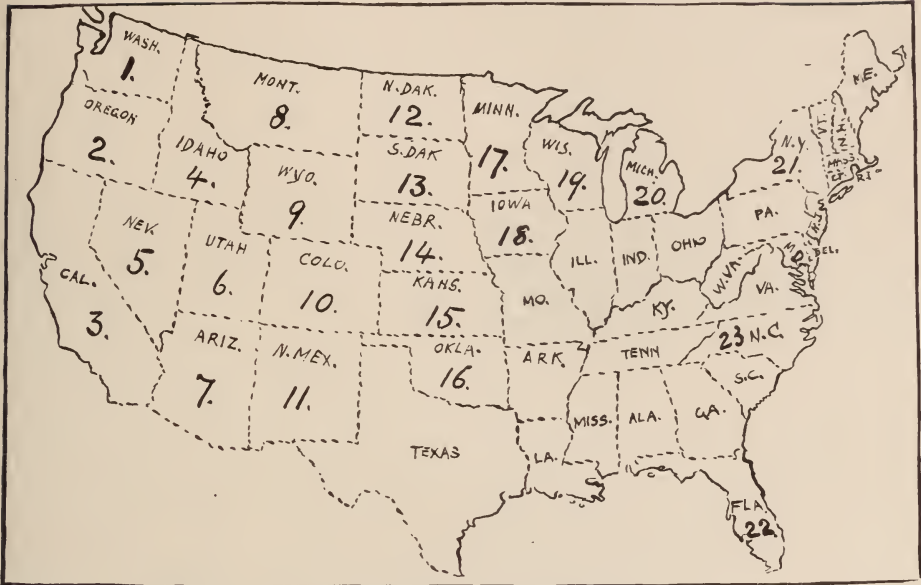 WASH.
1.
OREGON
2.
CAL.
3.
IDAHO
4.
NEV.
5.
UTAH
6.
ARIZ.
7.
MONT.
8.
WYO.
9.
COLO.
10.
N.MEX.
11.
N.DAK.
12.
S.DAK
13.
NEBR.
14.
KANS.
15.
OKLA.
16.
TEXAS
MINN.
17.
IOWA
18.
MO.
ARK.
LA.
WIS.
19.
MICH.
20.
ILL.
IND.
OHIO
KY.
TENN
MISS.
ALA.
GA.
FLA.
22.
S.C.
23 N.C.
VA.
W.VA.
MD.
DEL.
PA.
N.J.
N.Y.
21
VT.
N.H.
M.E.
MASS
CT.
R.I.